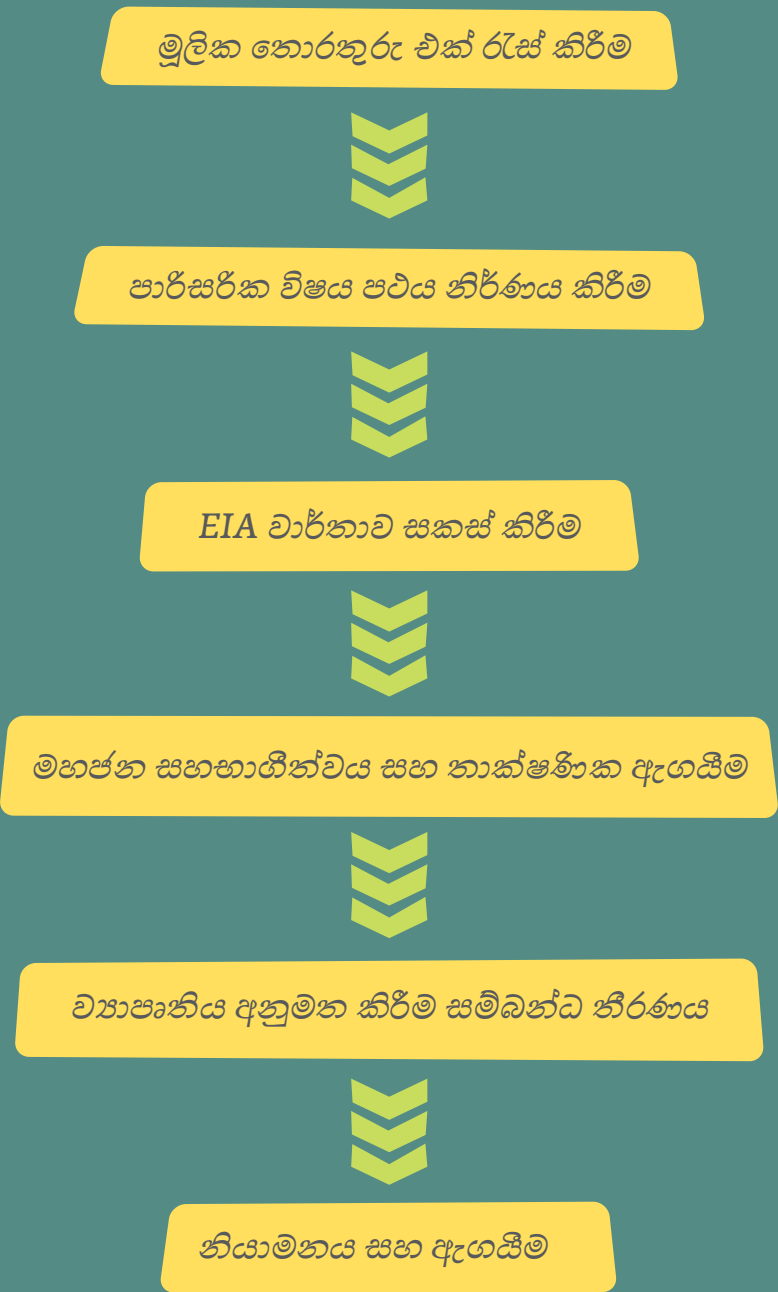 මූලික තොරතුරු එක් රැස් කිරීම
පාරිසරික විෂය පථය නිර්ණය කිරීම
EIA වාර්තාව සකස් කිරීම
මහජන සහභාගීත්වය සහ තාක්ෂණික ඇගයීම
ව්‍යාපෘතිය අනුමත කිරීම සම්බන්ධ තීරණය
නියාමනය සහ ඇගයීම